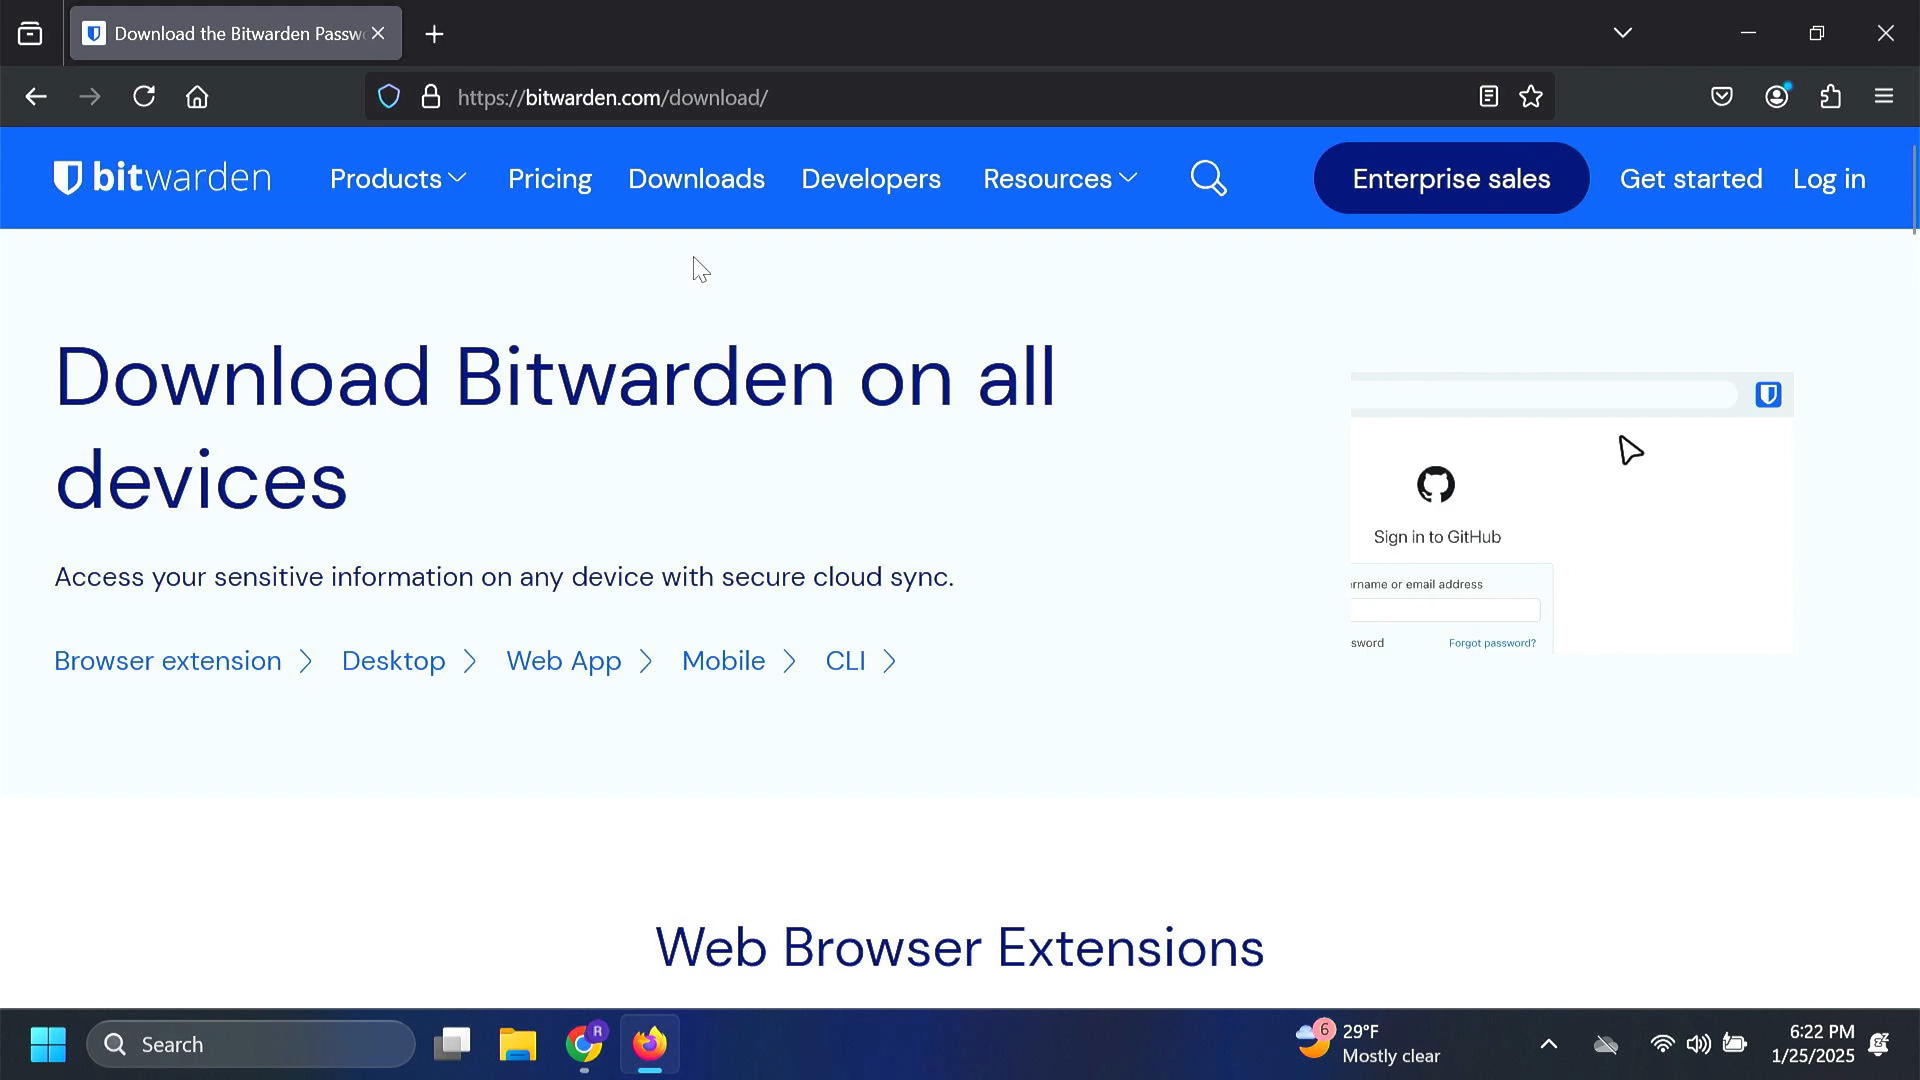 Download the Bitwarden Passw
https://bitwarden.com/download/
bitwarden
Products
Pricing
Downloads
Developers
Resources
Enterprise sales
Get started
Log in
Download Bitwarden on all
devices
Access your sensitive information on any device with secure cloud sync.
Browser extension
Desktop
Web App
Mobile
CLI
Sign in to GitHub
rname or email address
sword
Forgot password?
Web Browser Extensions
Search
R
6
29°F
Mostly clear
6:22 PM
1/25/2025